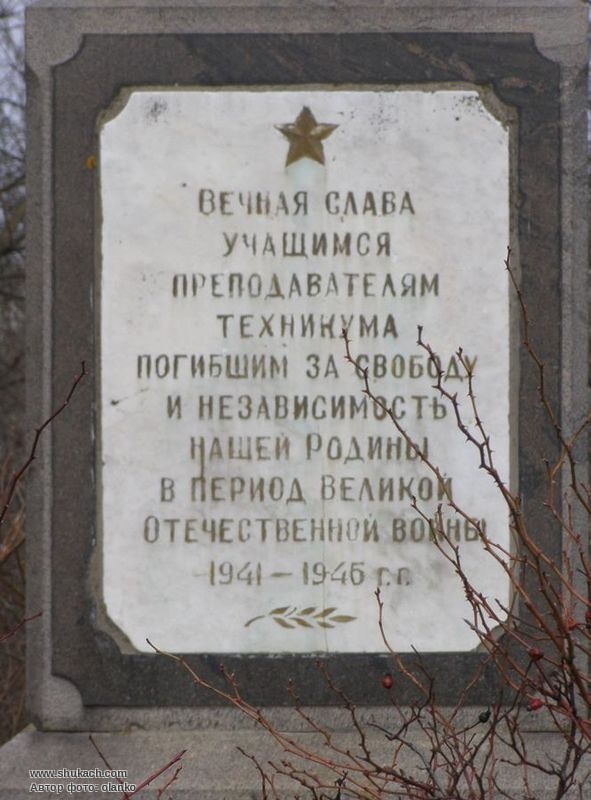 Вечная слава
учащимся
преподавателям
техникума
погибшим за свободу
и независимость
нашей Родины
в период Великой
Отечественной войны
1941 – 1945 г.г.
www.shukach.com
Автор фото: olanko